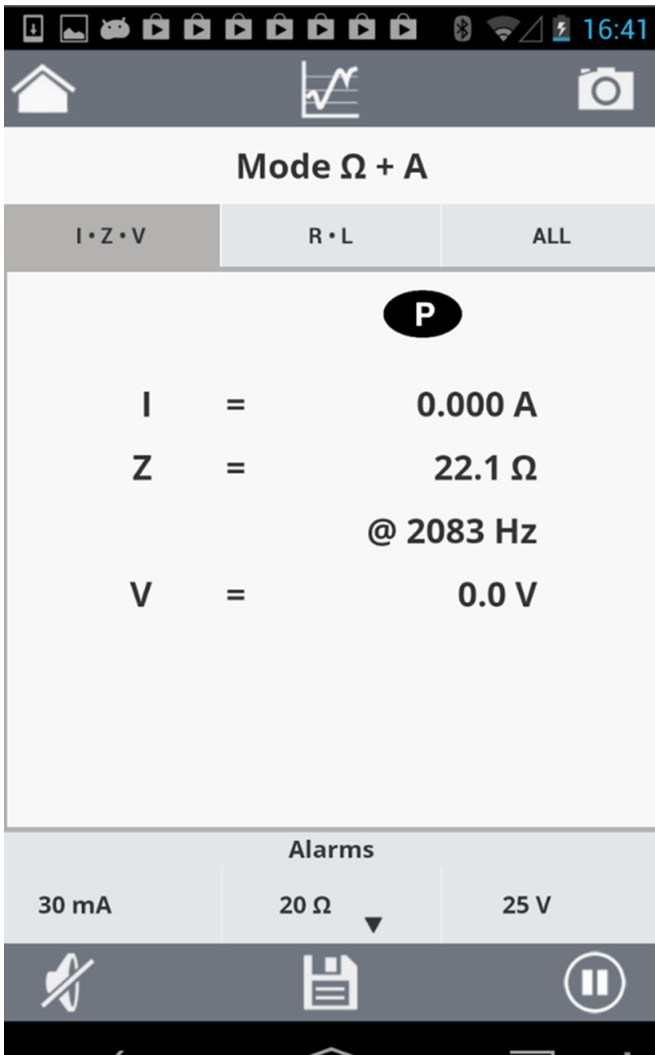 16:41
Mode Ω + A
I • Z • V R • L ALL
P
I = 0.000 A
Z = 22.1 Ω
@ 2083 Hz
V = 0.0 V
Alarms
30 mA 20 Ω ▼ 25 V